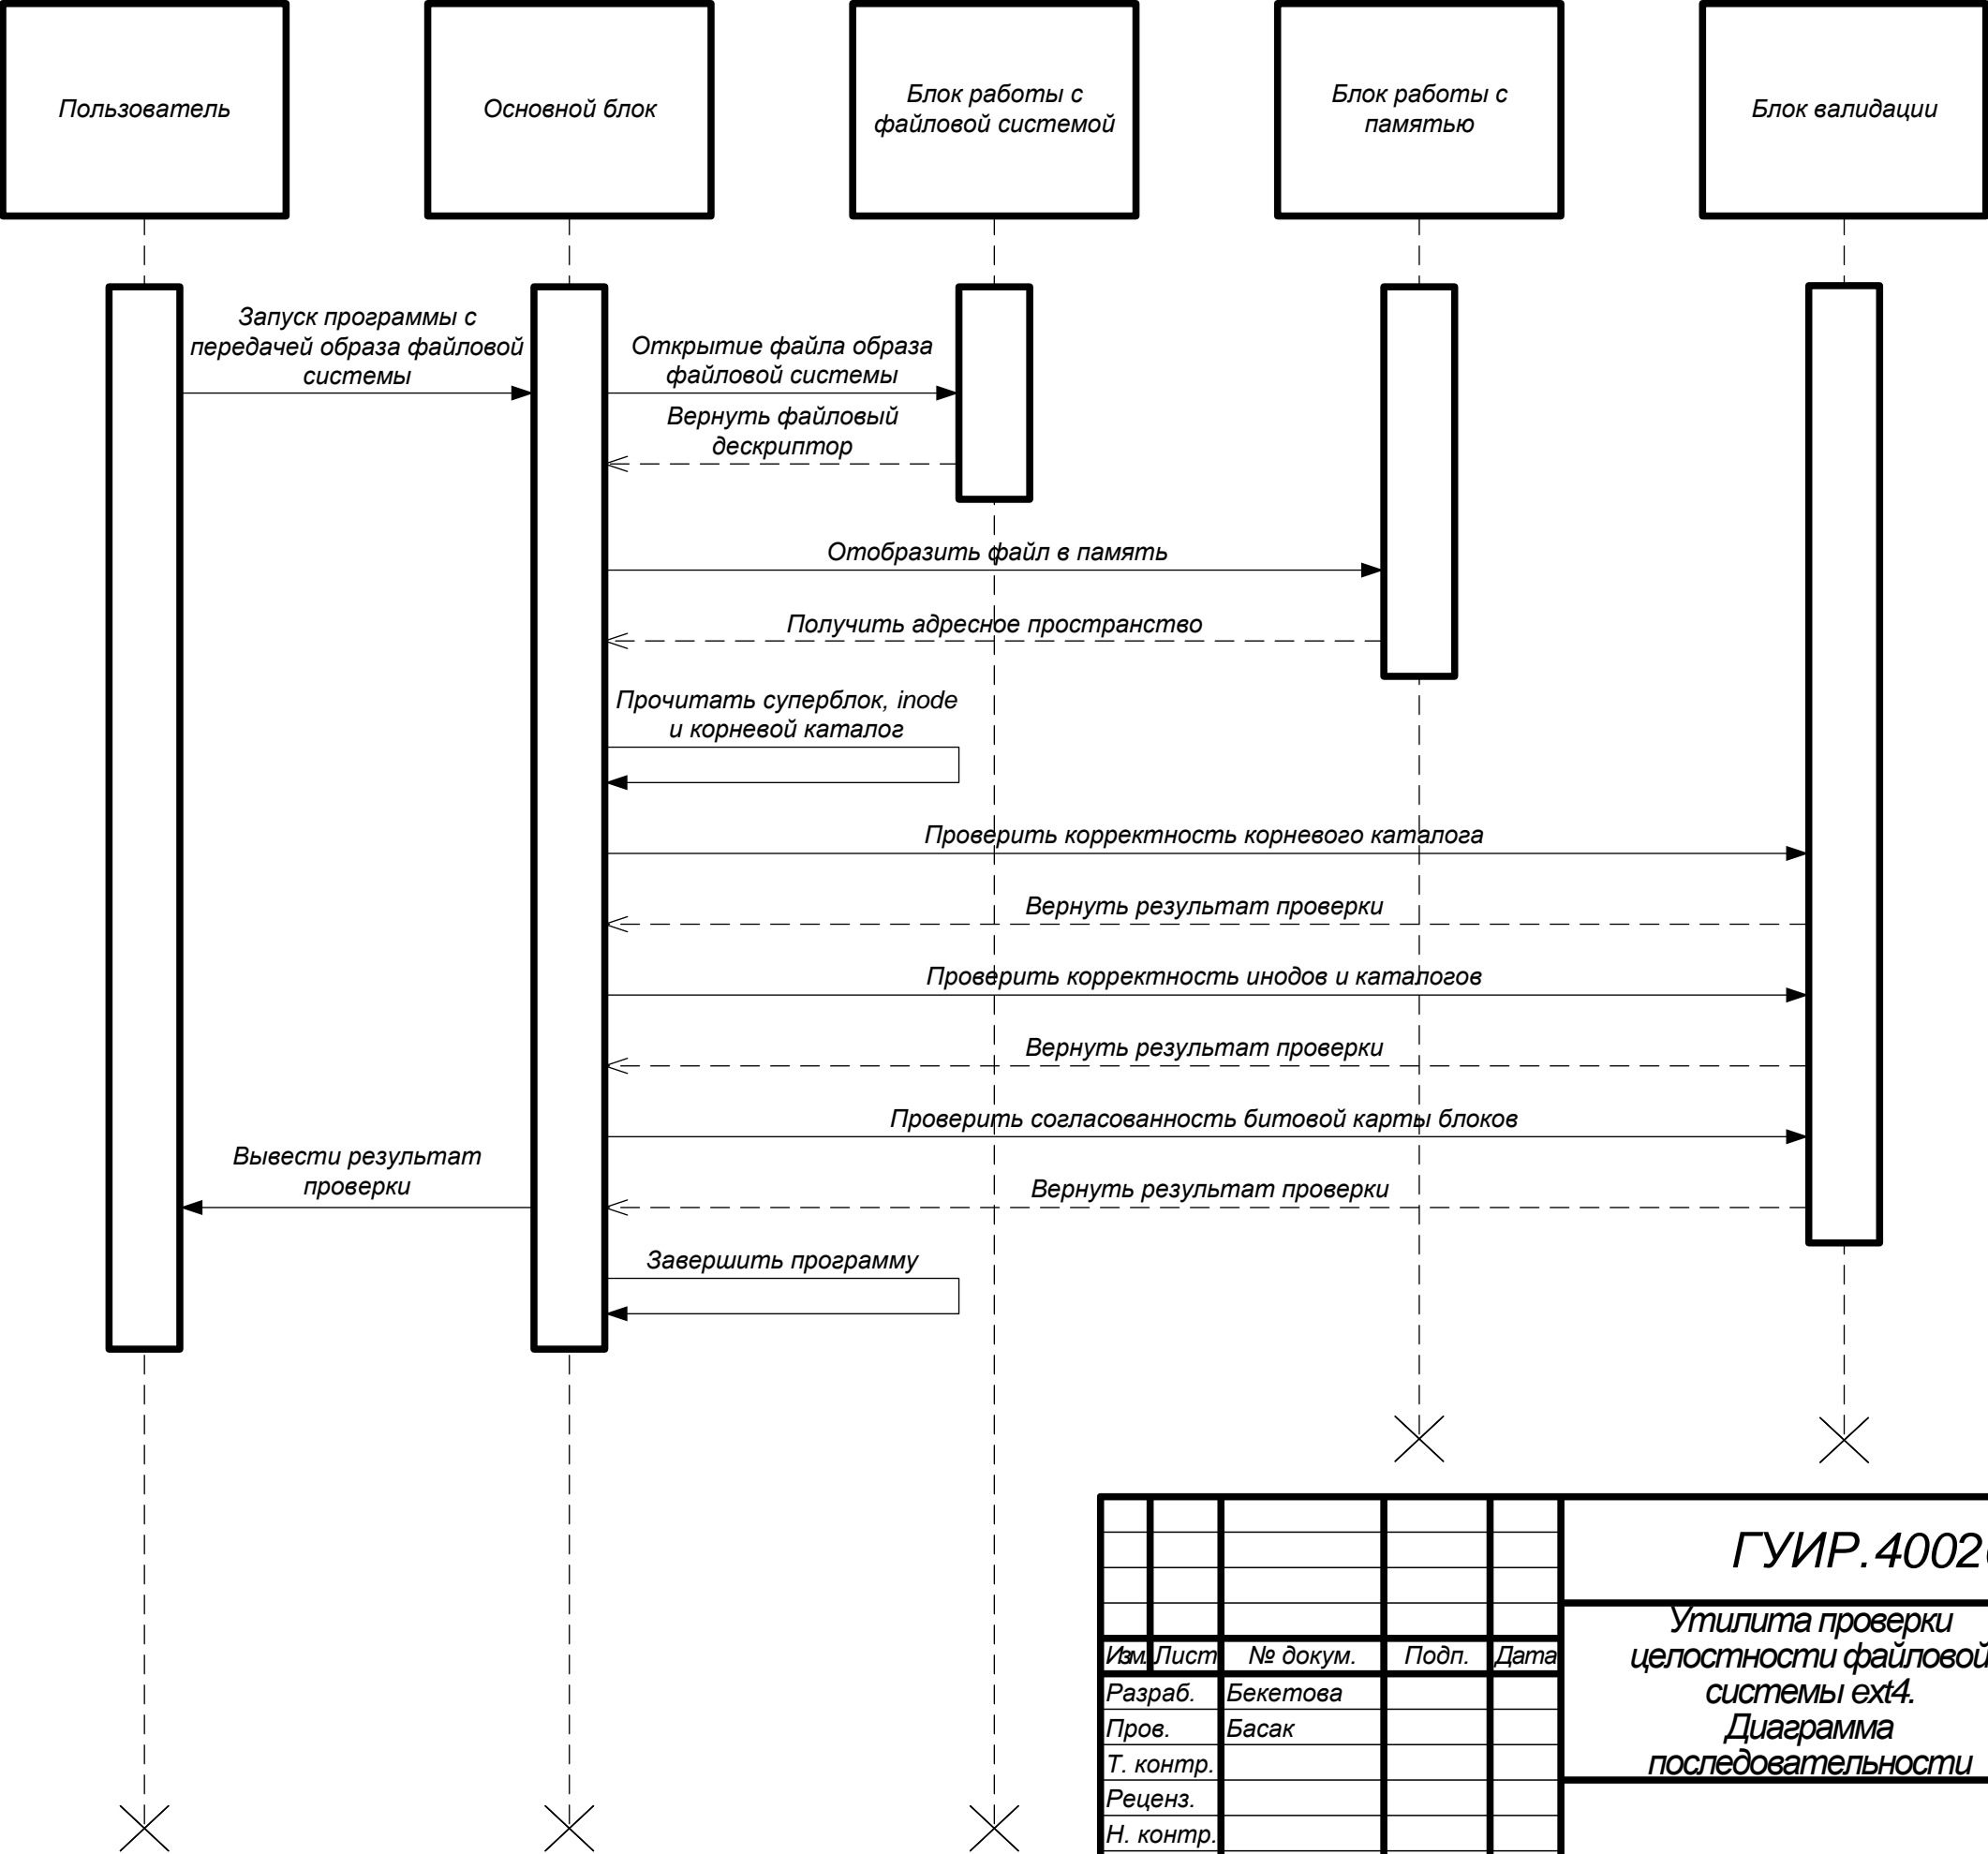 Пользователь
Основной блок
Блок работы с
файловой системой
Блок работы с
памятью
Блок валидации
Запуск программы с
передачей образа файловой
системы
Открытие файла образа
файловой системы
Вернуть файловый
дескриптор
Отобразить файл в память
Получить адресное пространство
Прочитать суперблок, inode
и корневой каталог
Проверить корректность корневого каталога
Вернуть результат проверки
Проверить корректность инодов и каталогов
Вернуть результат проверки
Проверить согласованность битовой карты блоков
Вывести результат
проверки
Вернуть результат проверки
Завершить программу
ГУИР.4002
Утилита проверки
целостности файловой
системы ext4.
Диаграмма
последовательности
Изм. Лист № докум. Подп. Дата
Разраб. Бекетова
Пров. Басак
Т. контр.
Реценз.
Н. контр.